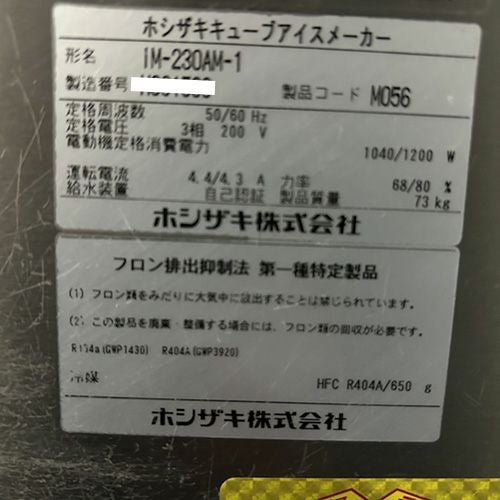 ホシザキキューブアイスメーカー
形名 IM-230AM-1
製造番号
製品コード M056
定格周波数 50/60 Hz
定格電圧 3相 200 V
電動機定格消費電力
1040/1200 W
運転電流 4.4/4.3 A 力率 68/80 %
給水装置 自己認証 製品質量 73 kg
ホシザキ株式会社
フロン排出抑制法 第一種特定製品
(1) フロン類をみだりに大気中に放出することは禁じられています。
(2) この製品を廃棄・整備する場合には、フロン類の回収が必要です。
R134a(GWP1430) R404A(GWP3920)
冷媒 HFC R404A/650 g
ホシザキ株式会社